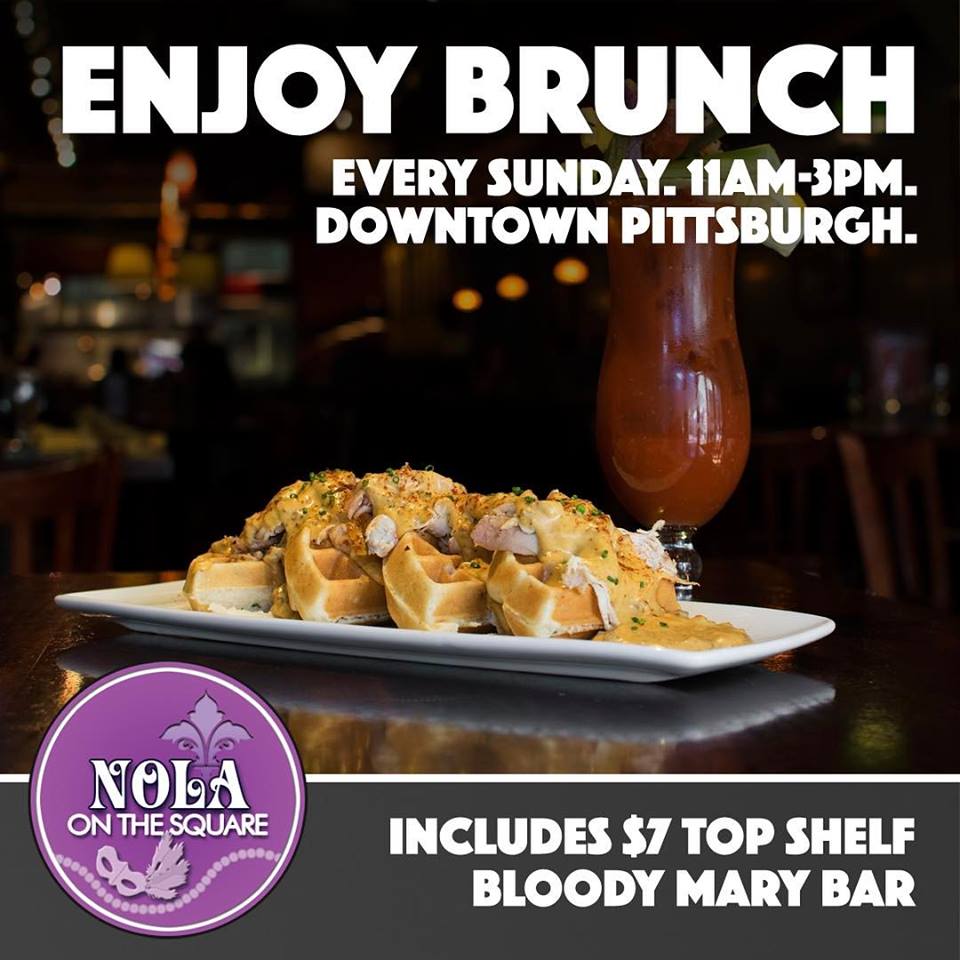 ENJOY BRUNCH
EVERY SUNDAY. 11AM-3PM.
DOWNTOWN PITTSBURGH.
NOLA
ON THE SQUARE
INCLUDES $7 TOP SHELF
BLOODY MARY BAR